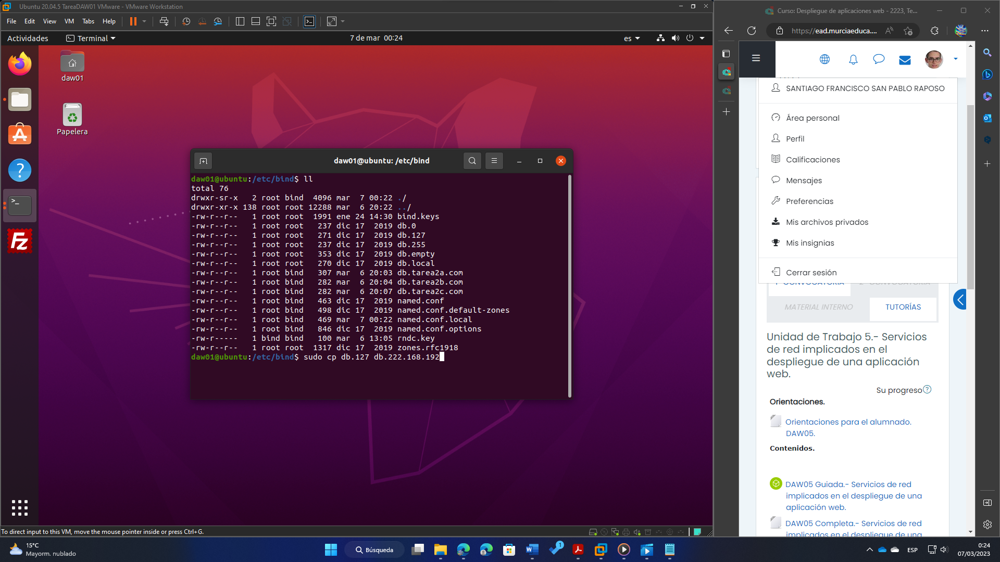 Ubuntu 20.04.5 TareaDAW01 VMware - VMware Workstation
File Edit View VM Tabs Help
Actividades
Terminal
7 de mar 00:24
es
daw01
Papelera
daw01@ubuntu: /etc/bind
daw01@ubuntu:/etc/bind$ ll
total 76
drwxr-sr-x 2 root bind 4096 mar 7 00:22 ./
drwxr-xr-x 138 root root 12288 mar 6 20:22 ../
-rw-r--r-- 1 root root 1991 ene 24 14:30 bind.keys
-rw-r--r-- 1 root root 237 dic 17 2019 db.0
-rw-r--r-- 1 root root 271 dic 17 2019 db.127
-rw-r--r-- 1 root root 237 dic 17 2019 db.255
-rw-r--r-- 1 root root 353 dic 17 2019 db.empty
-rw-r--r-- 1 root root 270 dic 17 2019 db.local
-rw-r--r-- 1 root bind 307 mar 6 20:03 db.tarea2a.com
-rw-r--r-- 1 root bind 282 mar 6 20:04 db.tarea2b.com
-rw-r--r-- 1 root bind 282 mar 6 20:07 db.tarea2c.com
-rw-r--r-- 1 root bind 463 dic 17 2019 named.conf
-rw-r--r-- 1 root bind 498 dic 17 2019 named.conf.default-zones
-rw-r--r-- 1 root bind 469 mar 7 00:22 named.conf.local
-rw-r--r-- 1 root bind 846 dic 17 2019 named.conf.options
-rw-r----- 1 bind bind 100 mar 6 13:05 rndc.key
-rw-r--r-- 1 root root 1317 dic 17 2019 zones.rfc1918
daw01@ubuntu:/etc/bind$ sudo cp db.127 db.222.168.192
To direct input to this VM, move the mouse pointer inside or press Ctrl+G.
Curso: Despliegue de aplicaciones web - 2223, Te...
https://ead.murciaeduca....
SANTIAGO FRANCISCO SAN PABLO RAPOSO
Área personal
Perfil
Calificaciones
Mensajes
Preferencias
Mis archivos privados
Mis insignias
Cerrar sesión
1ª CONVOCATORIA 2ª CONVOCATORIA
MATERIAL INTERNO TUTORÍAS
Unidad de Trabajo 5.- Servicios
de red implicados en el
despliegue de una aplicación
web.
Su progreso
Orientaciones.
Orientaciones para el alumnado.
DAW05.
Contenidos.
DAW05 Guiada.- Servicios de red
implicados en el despliegue de una
aplicación web.
DAW05 Completa.- Servicios de red
implicados en el despliegue de una
15°C
Mayorm. nublado
Búsqueda
1
ESP
0:24
07/03/2023